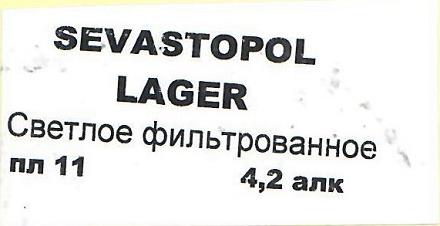 SEVASTOPOL
LAGER
Светлое фильтрованное
пл 11 4,2 алк